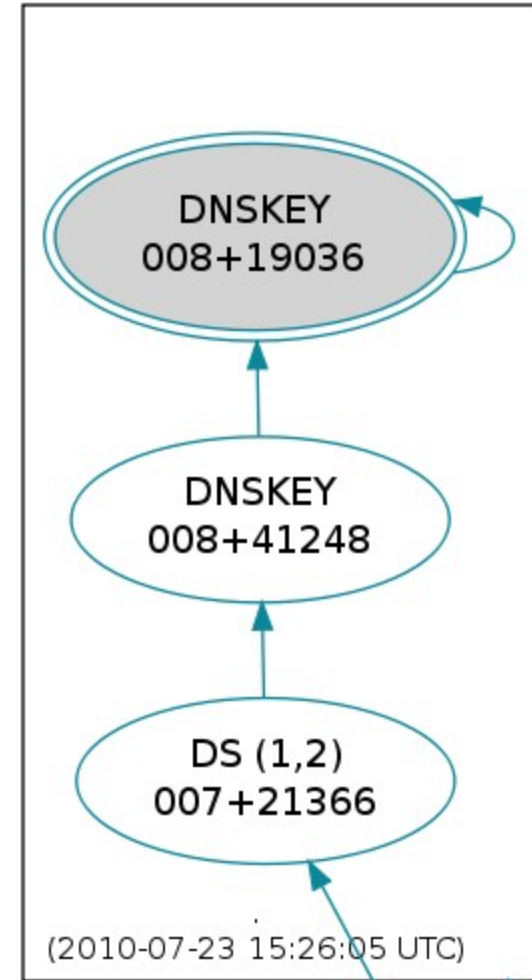 DNSKEY
008+19036
DNSKEY
008+41248
DS (1,2)
007+21366
.
(2010-07-23 15:26:05 UTC)